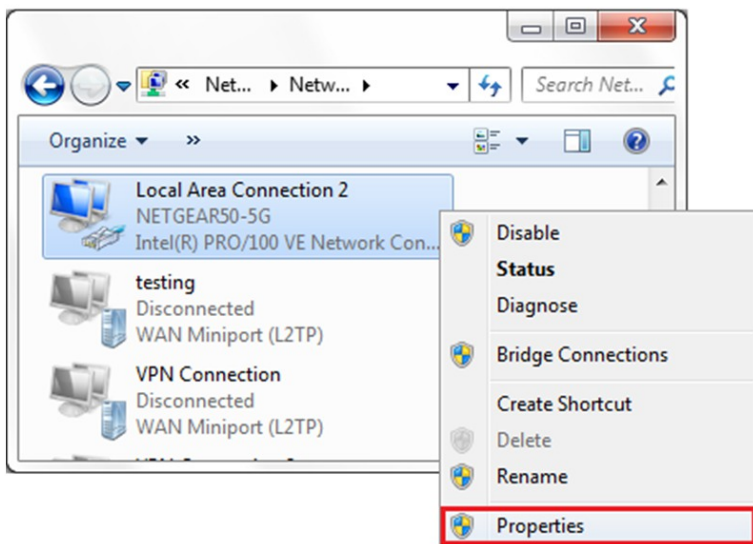 « Net... Netw...
Search Net...
Organize »
Local Area Connection 2
NETGEAR50-5G
Intel(R) PRO/100 VE Network Con...
testing
Disconnected
WAN Miniport (L2TP)
VPN Connection
Disconnected
WAN Miniport (L2TP)
Disable
Status
Diagnose
Bridge Connections
Create Shortcut
Delete
Rename
Properties